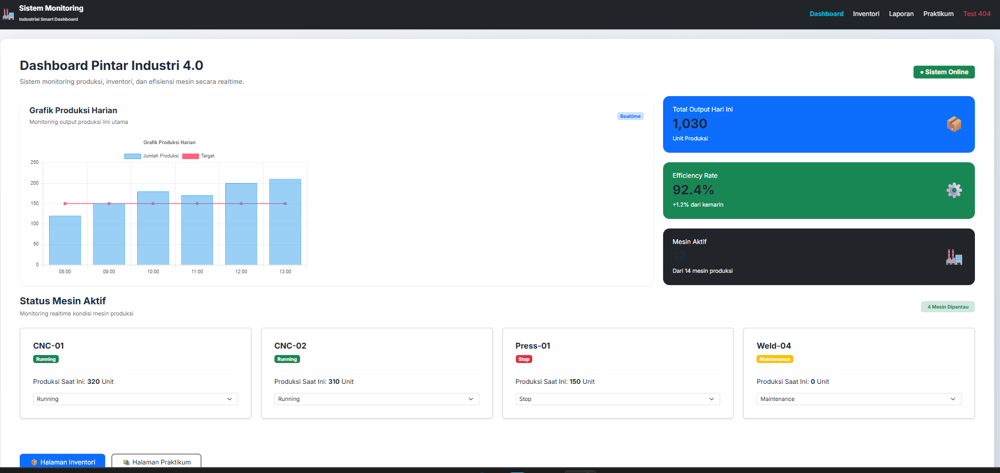 Sistem Monitoring
Industrial Smart Dashboard
Dashboard Inventori Laporan Praktikum Test 404
Dashboard Pintar Industri 4.0
Sistem monitoring produksi, inventori, dan efisiensi mesin secara realtime.
● Sistem Online
Grafik Produksi Harian
Monitoring output produksi lini utama
Realtime
Grafik Produksi Harian
Jumlah Produksi Target
250
200
150
100
50
0
08:00 09:00 10:00 11:00 12:00 13:00
Total Output Hari Ini
1,030
Unit Produksi
Efficiency Rate
92.4%
+1.2% dari kemarin
Mesin Aktif
12
Dari 14 mesin produksi
Status Mesin Aktif
Monitoring realtime kondisi mesin produksi
4 Mesin Dipantau
CNC-01
Running
Produksi Saat Ini: 320 Unit
Running
CNC-02
Running
Produksi Saat Ini: 310 Unit
Running
Press-01
Stop
Produksi Saat Ini: 150 Unit
Stop
Weld-04
Maintenance
Produksi Saat Ini: 0 Unit
Maintenance
Halaman Inventori
Halaman Praktikum